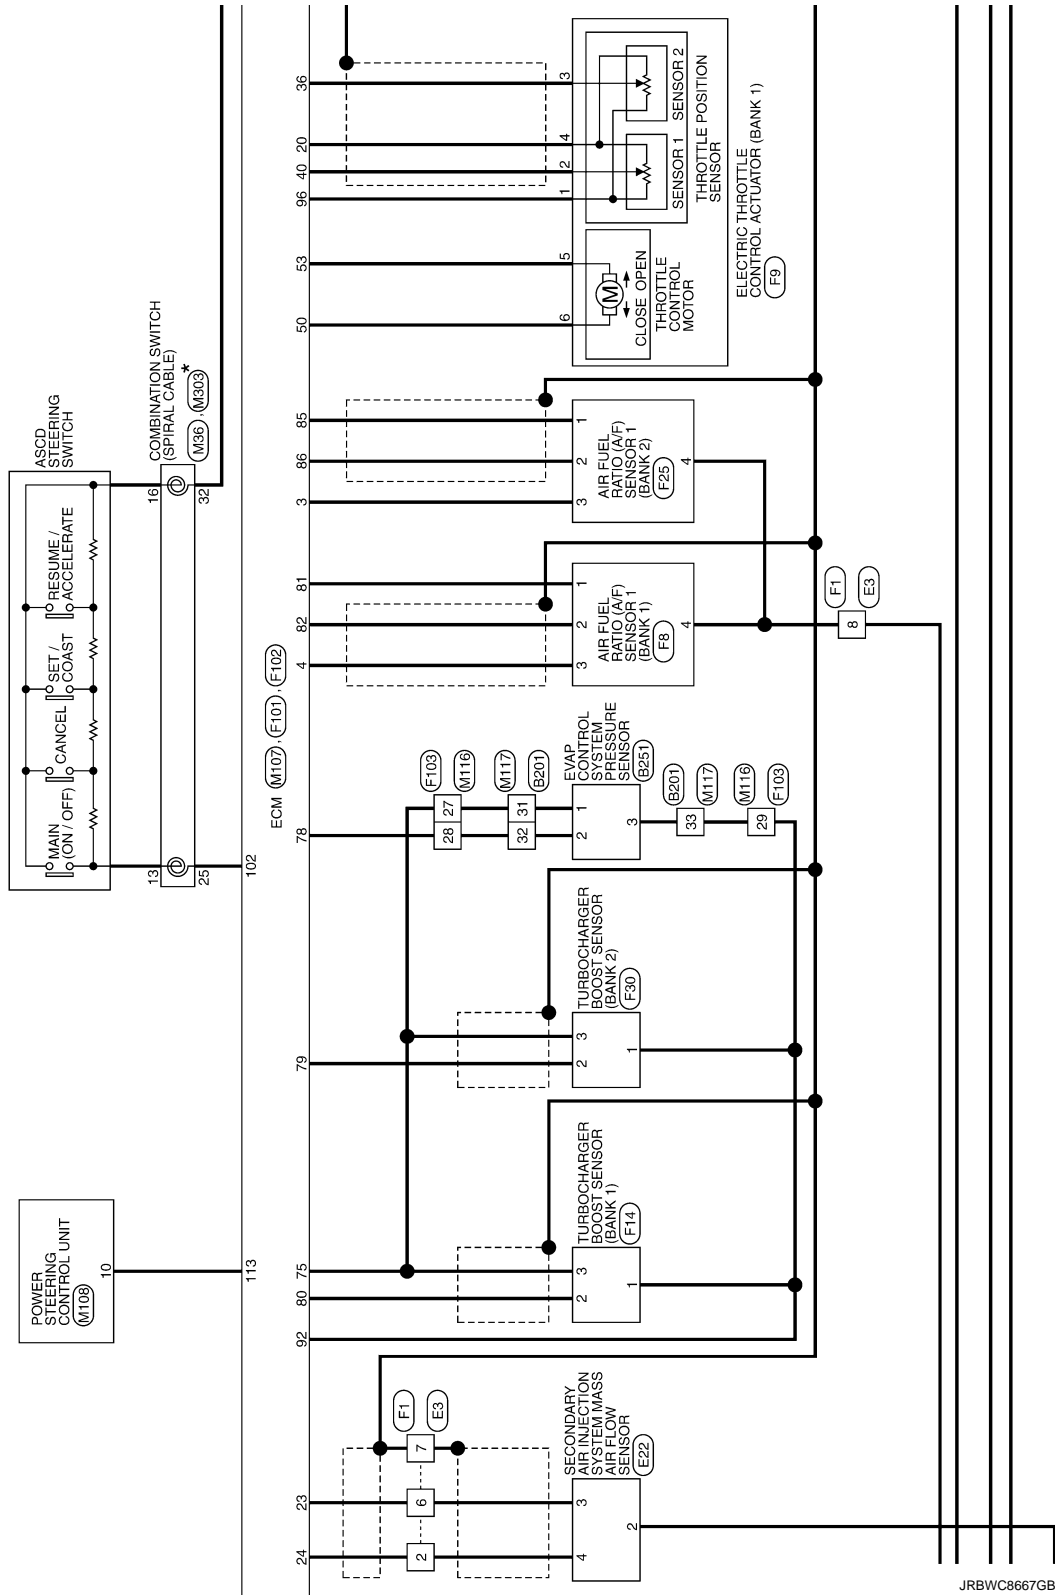 ASCD
STEERING
SWITCH
MAIN
(ON / OFF)
CANCEL
SET /
COAST
RESUME /
ACCELERATE
13
16
COMBINATION SWITCH
(SPIRAL CABLE)
M36 , M303
*
25
32
POWER
STEERING
CONTROL UNIT
M108
10
113
102
ECM M107 , F101 , F102
24
23
92
80
75
79
78
4
82
81
3
86
85
50
53
96
40
20
36
F1
E3
2
6
7
SECONDARY
AIR INJECTION
SYSTEM MASS
AIR FLOW
SENSOR
E22
4
3
2
TURBOCHARGER
BOOST SENSOR
(BANK 1)
F14
2
3
1
TURBOCHARGER
BOOST SENSOR
(BANK 2)
F30
2
3
1
F103
M116
M117
B201
28
27
32
31
EVAP
CONTROL
SYSTEM
PRESSURE
SENSOR
B251
2
1
3
B201
M117
M116
F103
33
29
AIR FUEL
RATIO (A/F)
SENSOR 1
(BANK 1)
F8
3
2
1
4
AIR FUEL
RATIO (A/F)
SENSOR 1
(BANK 2)
F25
3
2
1
4
F1
E3
8
6
5
1
2
4
3
M
CLOSE OPEN
THROTTLE
CONTROL
MOTOR
SENSOR 1
SENSOR 2
THROTTLE POSITION
SENSOR
ELECTRIC THROTTLE
CONTROL ACTUATOR (BANK 1)
F9
JRBWC8667GB